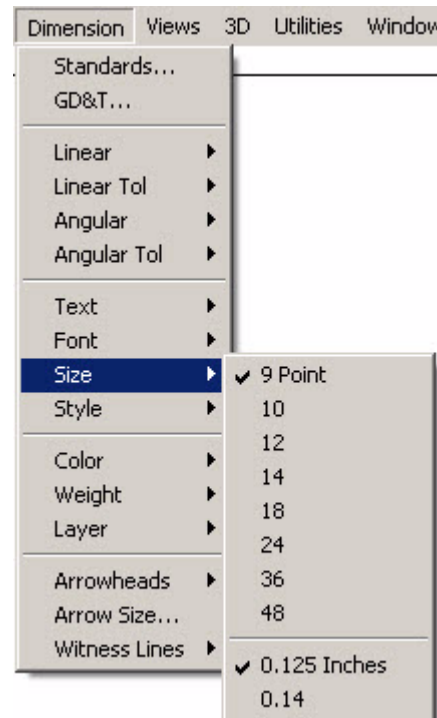 Dimension Views 3D Utilities Window
Standards...
GD&T...
Linear
Linear Tol
Angular
Angular Tol
Text
Font
Size
Style
Color
Weight
Layer
Arrowheads
Arrow Size...
Witness Lines
9 Point
10
12
14
18
24
36
48
0.125 Inches
0.14